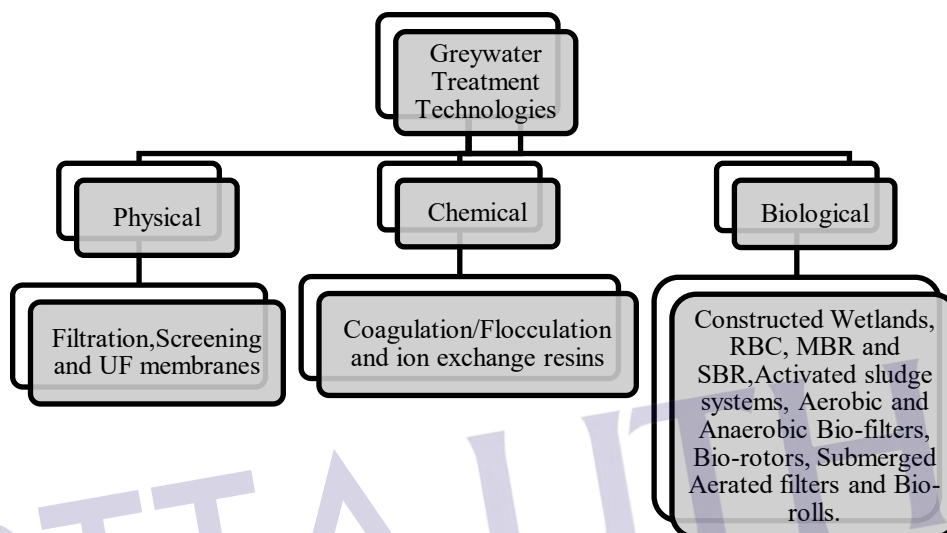 Greywater
Treatment
Technologies
Physical
Chemical
Biological
Filtration,Screening
and UF membranes
Coagulation/Flocculation
and ion exchange resins
Constructed Wetlands,
RBC, MBR and
SBR,Activated sludge
systems, Aerobic and
Anaerobic Bio-filters,
Bio-rotors, Submerged
Aerated filters and Bio-
rolls.